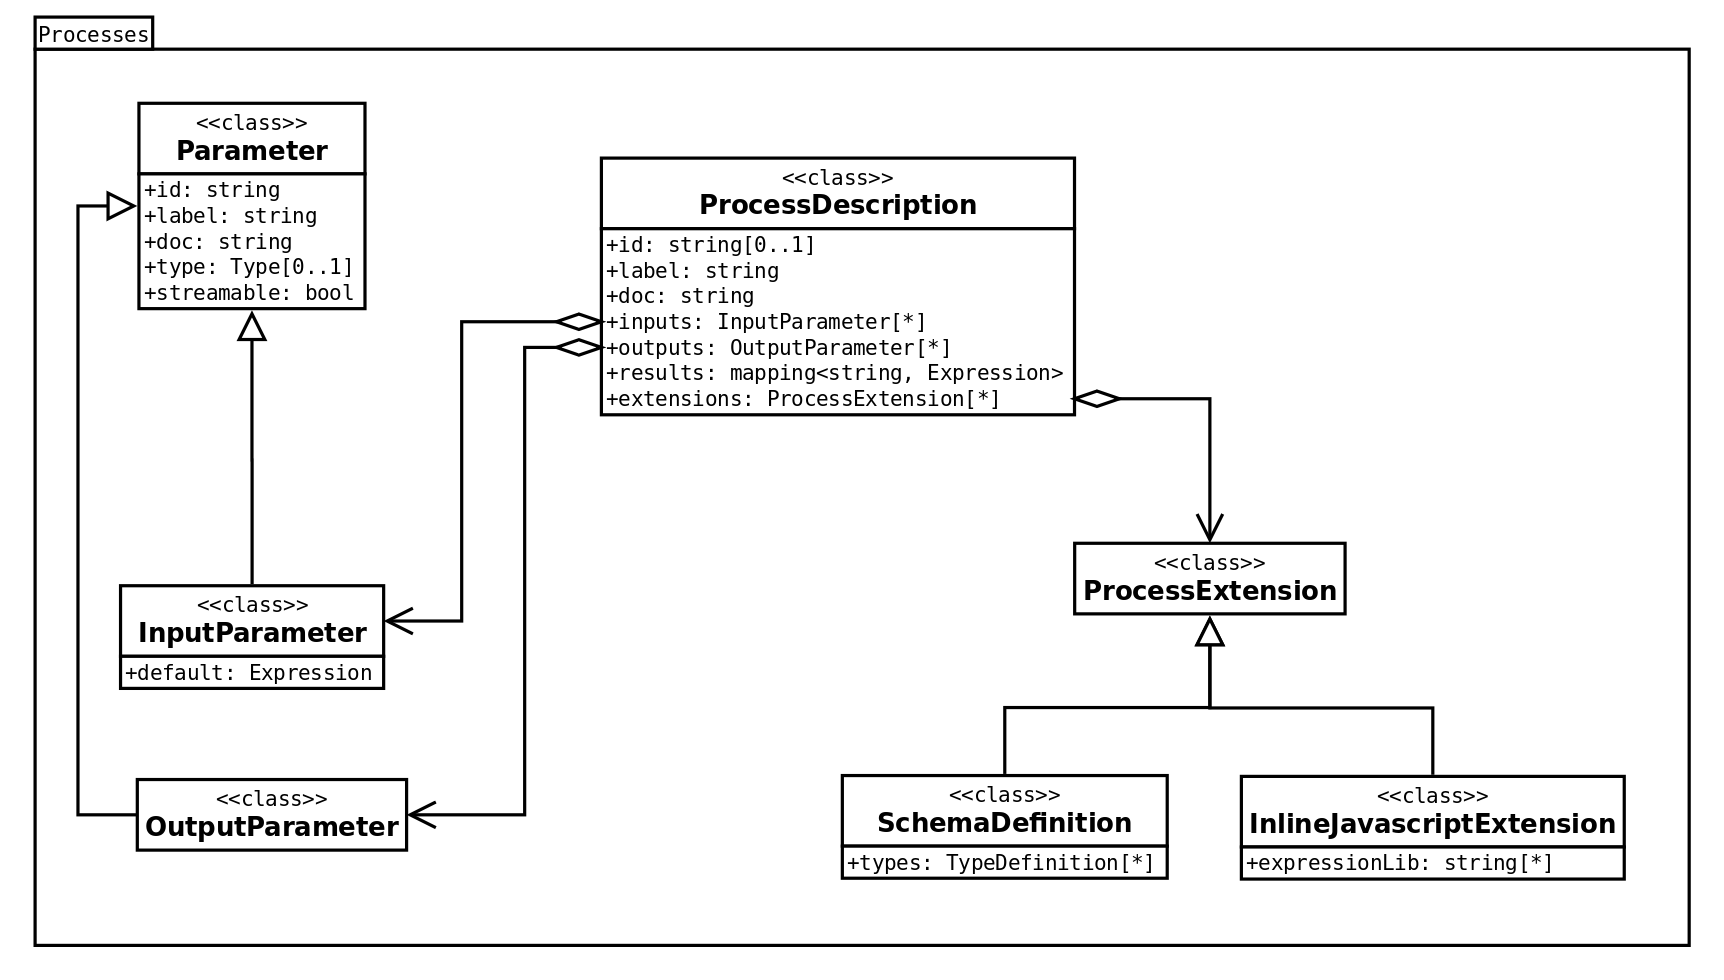 Processes
<<class>>
Parameter
+id: string
+label: string
+doc: string
+type: Type[0..1]
+streamable: bool
<<class>>
ProcessDescription
+id: string[0..1]
+label: string
+doc: string
+inputs: InputParameter[*]
+outputs: OutputParameter[*]
+results: mapping<string, Expression>
+extensions: ProcessExtension[*]
<<class>>
InputParameter
+default: Expression
<<class>>
OutputParameter
<<class>>
ProcessExtension
<<class>>
SchemaDefinition
+types: TypeDefinition[*]
<<class>>
InlineJavascriptExtension
+expressionLib: string[*]